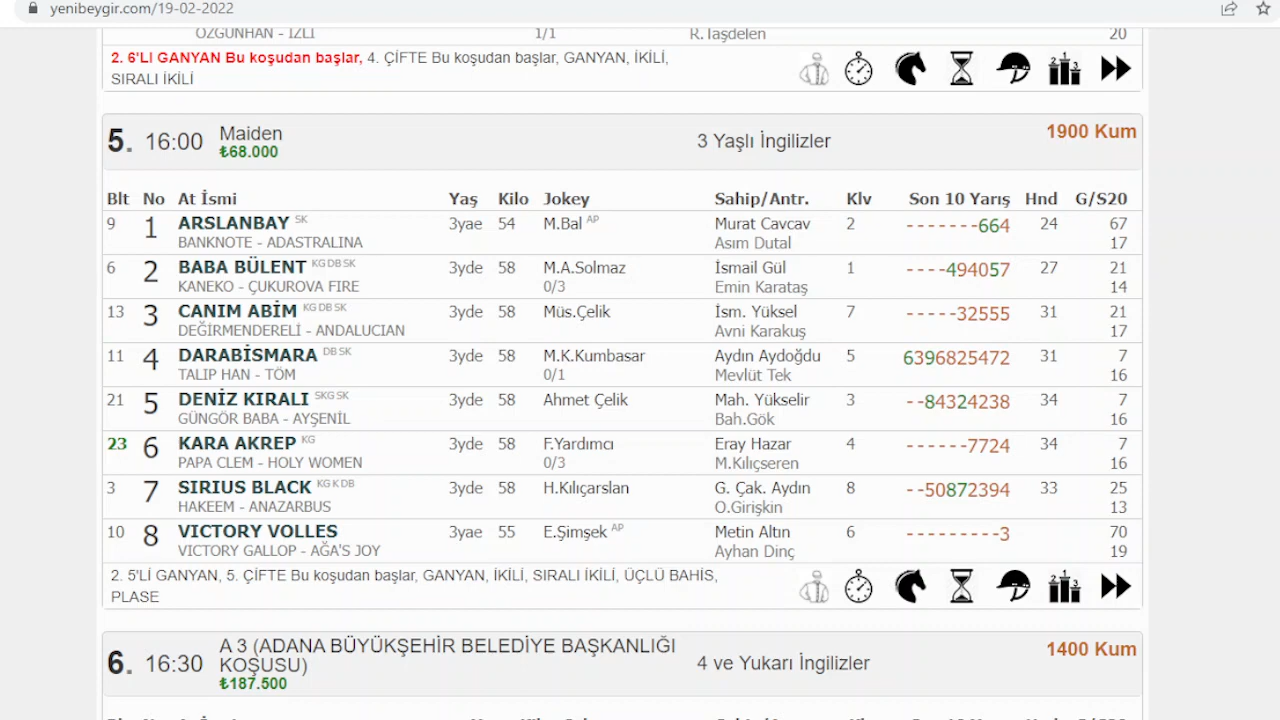 yenibeygir.com/19-02-2022
ÖZGÜNHAN - İZLİ 1/1 R.Taşdelen 20
2. 6'LI GANYAN Bu koşudan başlar, 4. ÇİFTE Bu koşudan başlar, GANYAN, İKİLİ,
SIRALI İKİLİ
5. 16:00 Maiden 3 Yaşlı İngilizler 1900 Kum
₺68.000
Blt No At İsmi Yaş Kilo Jokey Sahip/Antr. Klv Son 10 Yarış Hnd G/S20
9 1 ARSLANBAY SK 3yae 54 M.Bal AP Murat Cavcav 2 -------664 24 67
BANKNOTE - ADASTRALINA Asım Dutal 17
6 2 BABA BÜLENT KG DB SK 3yde 58 M.A.Solmaz İsmail Gül 1 ----494057 27 21
KANEKO - ÇUKUROVA FIRE 0/3 Emin Karataş 14
13 3 CANIM ABİM KG DB SK 3yde 58 Müs.Çelik İsm. Yüksel 7 -----32555 31 21
DEĞİRMENDERELİ - ANDALUCIAN Avni Karakuş 17
11 4 DARABİSMARA DB SK 3yde 58 M.K.Kumbasar Aydın Aydoğdu 5 6396825472 31 7
TALIP HAN - TÖM 0/1 Mevlüt Tek 16
21 5 DENİZ KIRALI SKG SK 3yde 58 Ahmet Çelik Mah. Yükselir 3 --84324238 34 7
GÜNGÖR BABA - AYŞENİL Bah.Gök 16
23 6 KARA AKREP KG 3yde 58 F.Yardımcı Eray Hazar 4 ------7724 34 7
PAPA CLEM - HOLY WOMEN 0/3 M.Kılıçseren 16
3 7 SIRIUS BLACK KG K DB 3yde 58 H.Kılıçarslan G. Çak. Aydın 8 --50872394 33 25
HAKEEM - ANAZARBUS O.Girişkin 13
10 8 VICTORY VOLLES 3yae 55 E.Şimşek AP Metin Altın 6 ---------3 70
VICTORY GALLOP - AĞA'S JOY Ayhan Dinç 19
2. 5'Lİ GANYAN, 5. ÇİFTE Bu koşudan başlar, GANYAN, İKİLİ, SIRALI İKİLİ, ÜÇLÜ BAHİS,
PLASE
6. 16:30 A 3 (ADANA BÜYÜKŞEHİR BELEDİYE BAŞKANLIĞI KOŞUSU) 4 ve Yukarı İngilizler 1400 Kum
₺187.500